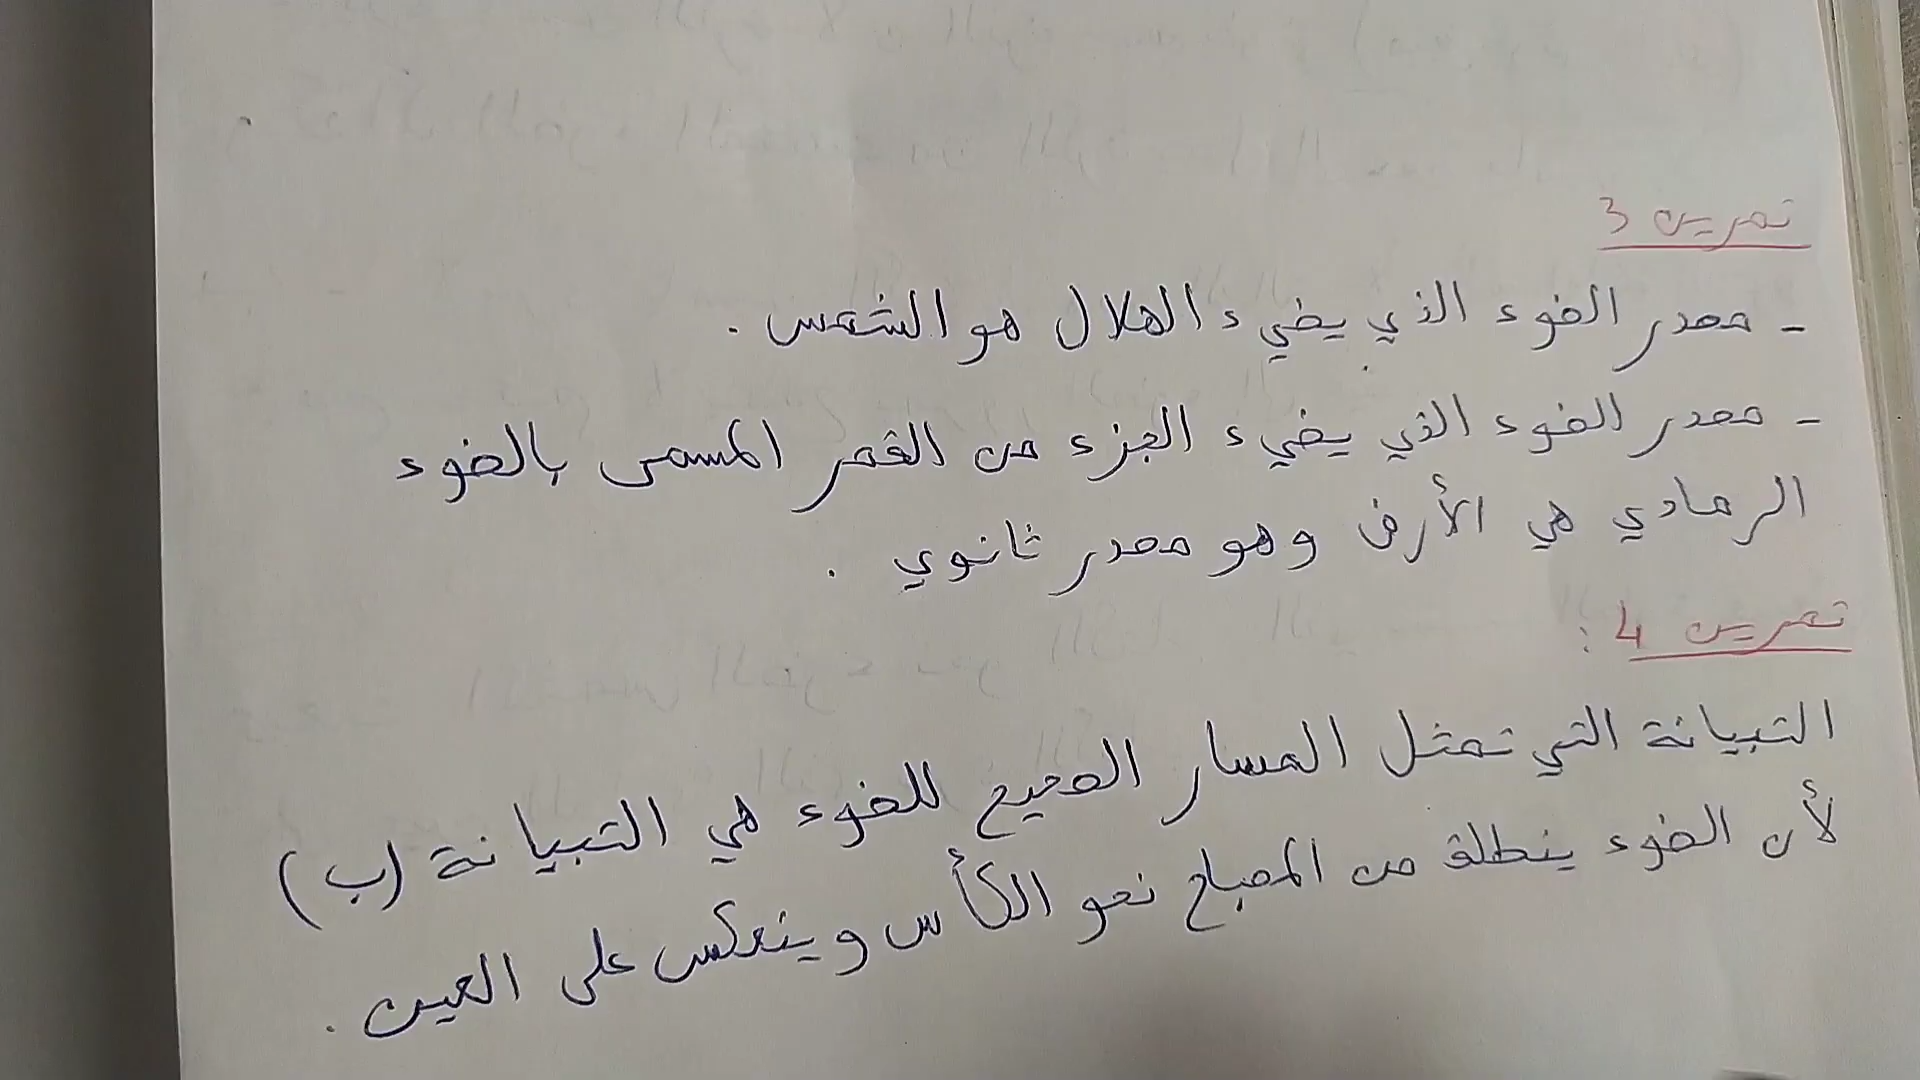 تمرين 3
- مصدر الضوء الذي يضيء الهلال هو الشمس .
- مصدر الضوء الذي يضيء الجزء من القمر المسمى بالضوء
الرمادي هي الأرض وهو مصدر ثانوي .
تمرين 4 :
التبيانة التي تمثل المسار الصحيح للضوء هي التبيانة (ب)
لأن الضوء ينطلق من المصباح نحو الكأس وينعكس على العين .